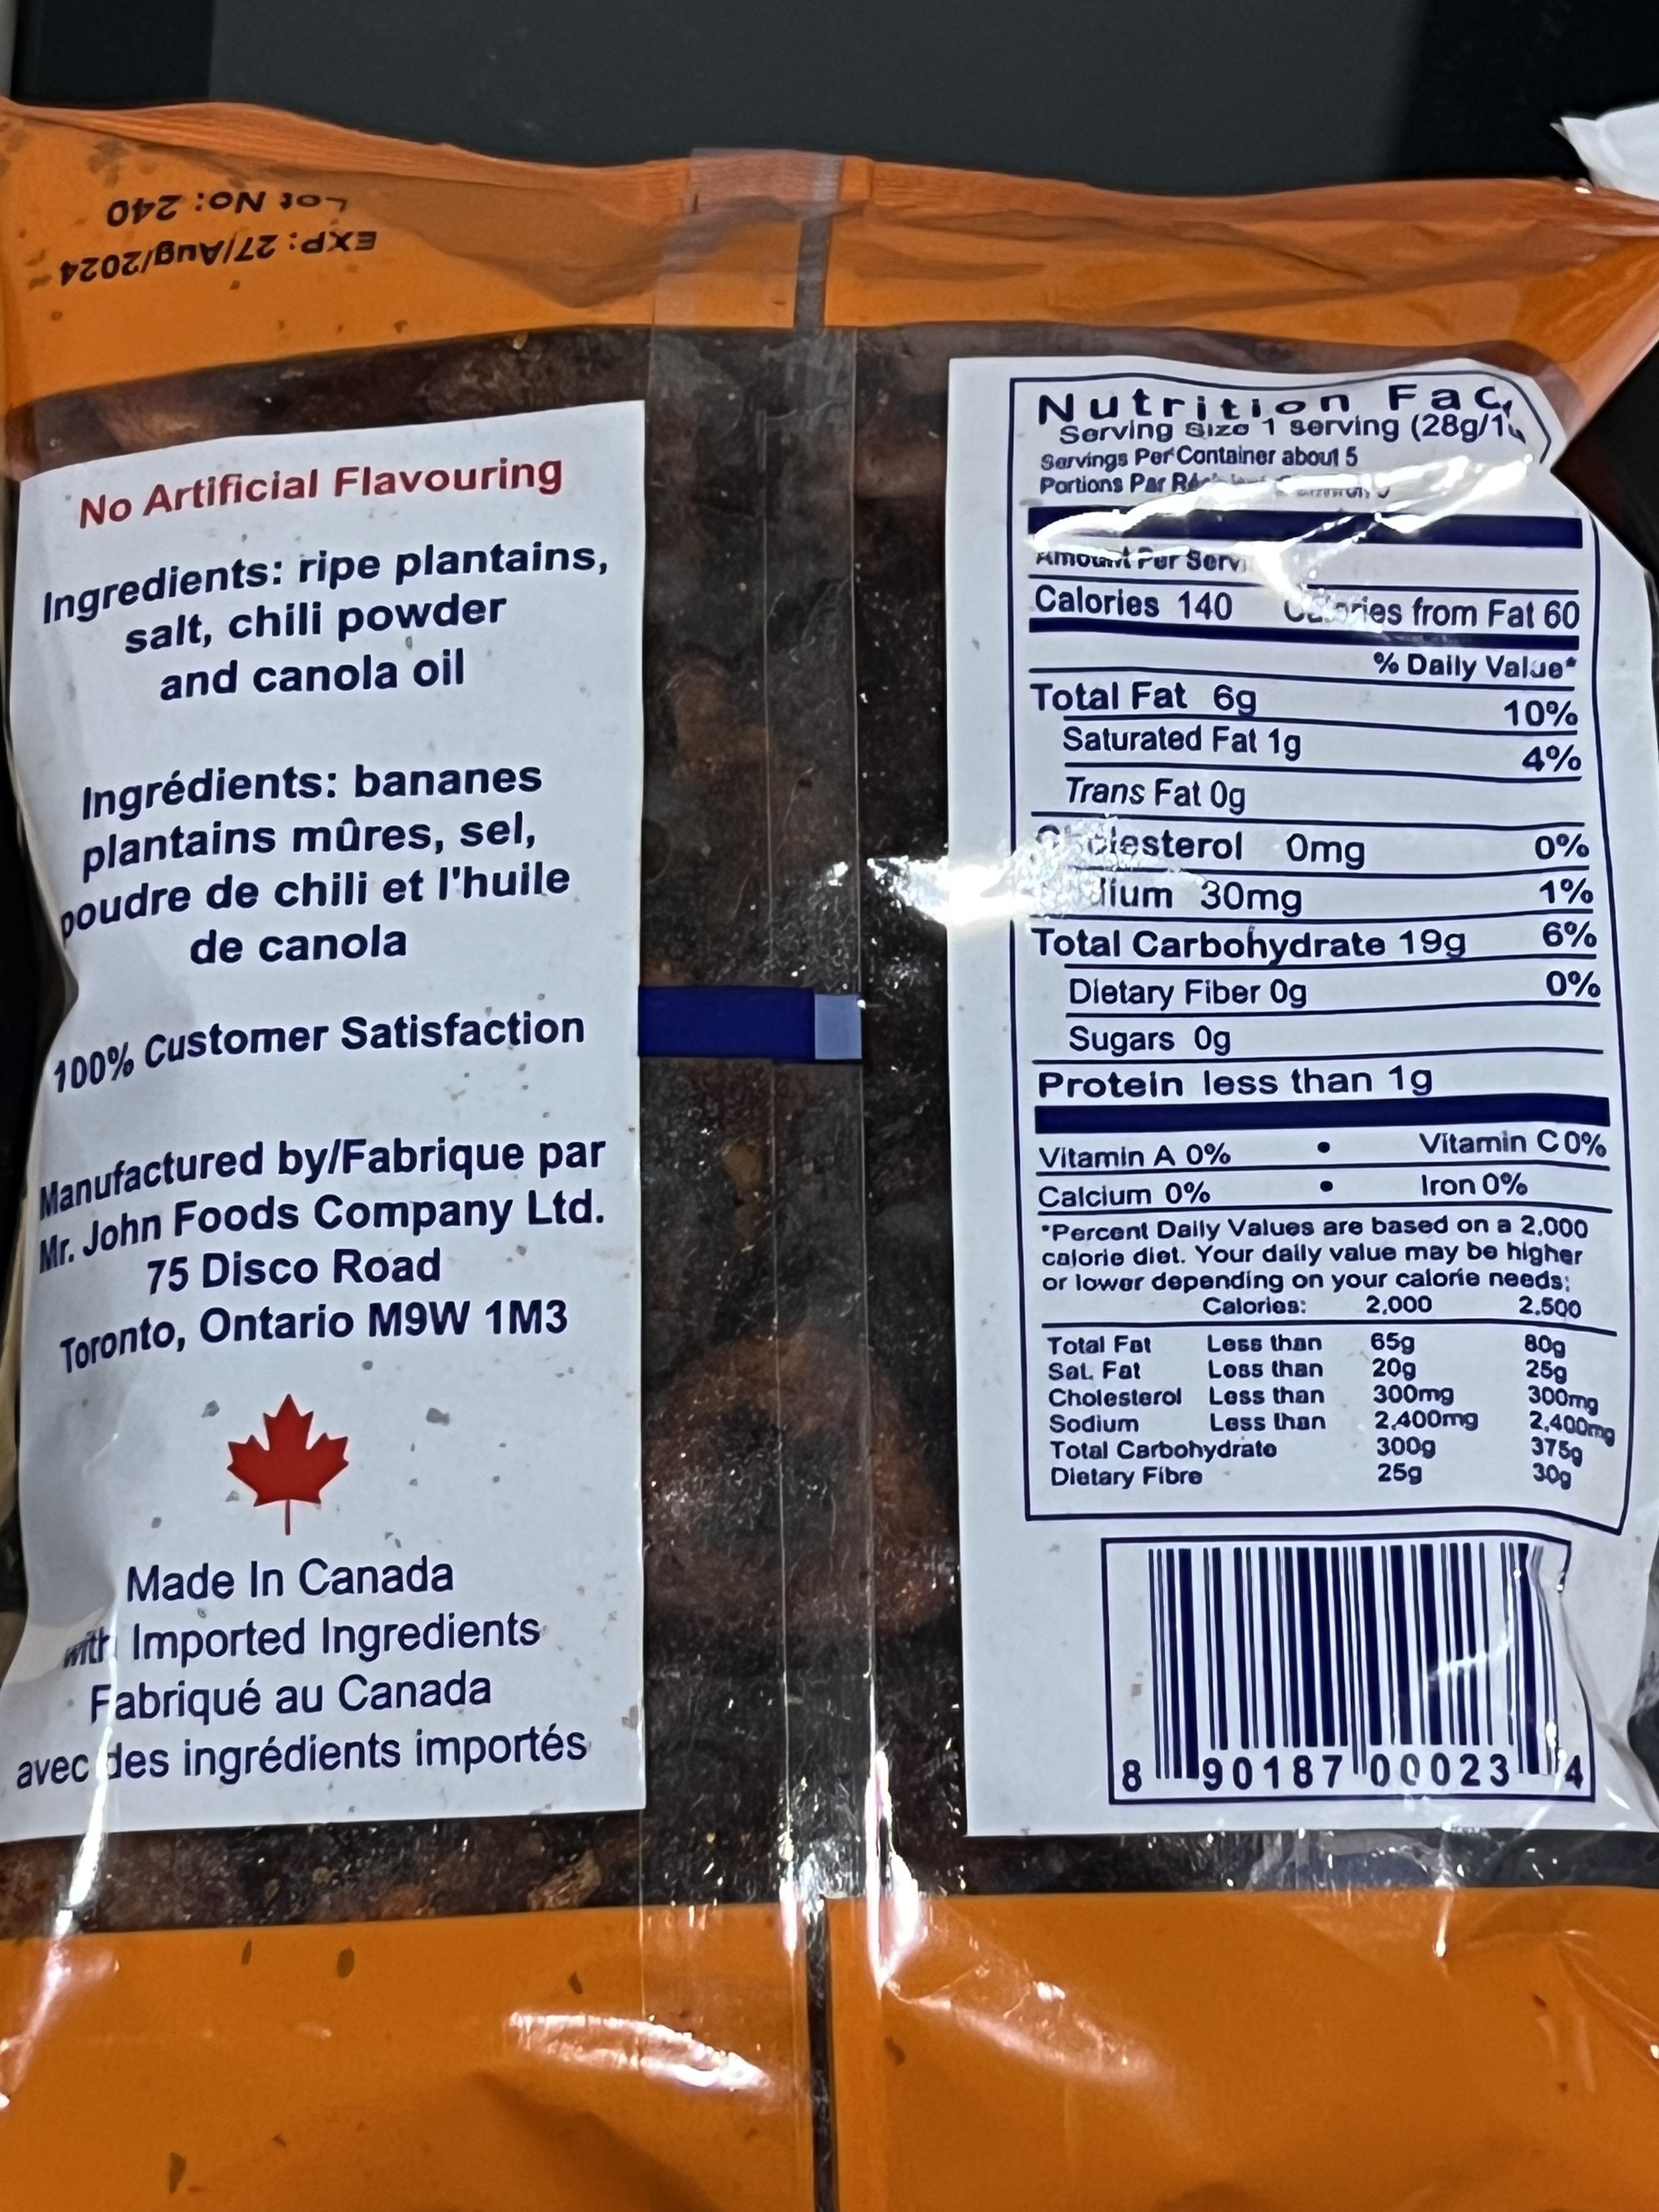 Lot No: 240
EXP: 27/Aug/2024
No Artificial Flavouring
Ingredients: ripe plantains,
salt, chili powder
and canola oil
Ingrédients: bananes
plantains mûres, sel,
poudre de chili et l'huile
de canola
100% Customer Satisfaction
Manufactured by/Fabrique par
Mr. John Foods Company Ltd.
75 Disco Road
Toronto, Ontario M9W 1M3
Made In Canada
with Imported Ingredients
Fabriqué au Canada
avec des ingrédients importés
Nutrition
Serving Size 1 serving
Servings Per Container about 5
Portions Par
Amount Per
Calories 140 Calories from Fat 60
% Daily Value*
Total Fat 6g 10%
Saturated Fat 1g 4%
Trans Fat 0g
Cholesterol 0mg 0%
Sodium 30mg 1%
Total Carbohydrate 19g 6%
Dietary Fiber 0g 0%
Sugars 0g
Protein less than 1g
Vitamin A 0% • Vitamin C 0%
Calcium 0% • Iron 0%
*Percent Daily Values are based on a 2,000
calorie diet. Your daily value may be higher
or lower depending on your calorie needs:
Calories: 2,000 2,500
Total Fat Less than 65g 80g
Sat. Fat Less than 20g 25g
Cholesterol Less than 300mg 300mg
Sodium Less than 2,400mg 2,400mg
Total Carbohydrate 300g 375g
Dietary Fibre 25g 30g
8 90187 00023 4